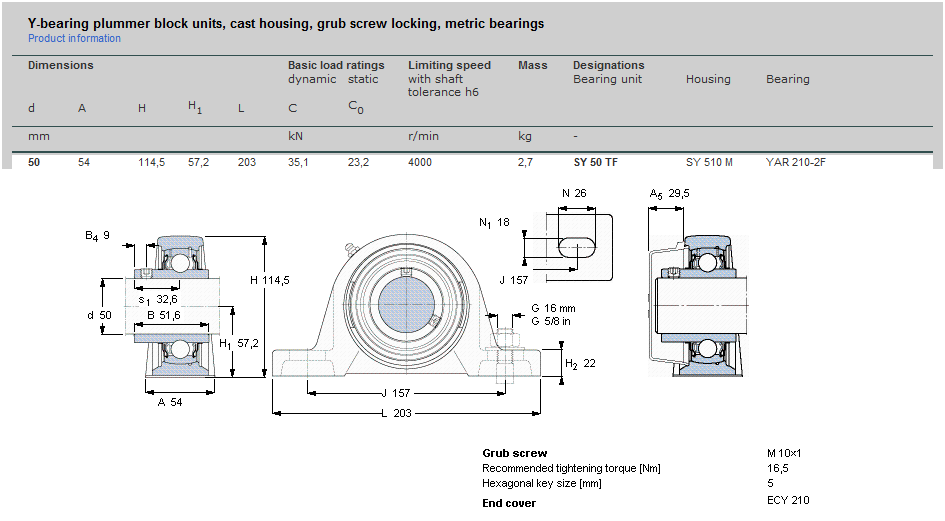 Y-bearing plummer block units, cast housing, grub screw locking, metric bearings
Product information
Dimensions Basic load ratings Limiting speed Mass Designations
dynamic static with shaft Bearing unit Housing Bearing
tolerance h6
d A H H1 L C C0
mm kN r/min kg -
50 54 114,5 57,2 203 35,1 23,2 4000 2,7 SY 50 TF SY 510 M YAR 210-2F
N 26
A5 29,5
N1 18
B4 9
H 114,5
J 157
s1 32,6
d 50
B 51,6
G 16 mm
G 5/8 in
H1 57,2
H2 22
J 157
A 54
L 203
Grub screw M 10×1
Recommended tightening torque [Nm] 16,5
Hexagonal key size [mm] 5
End cover ECY 210